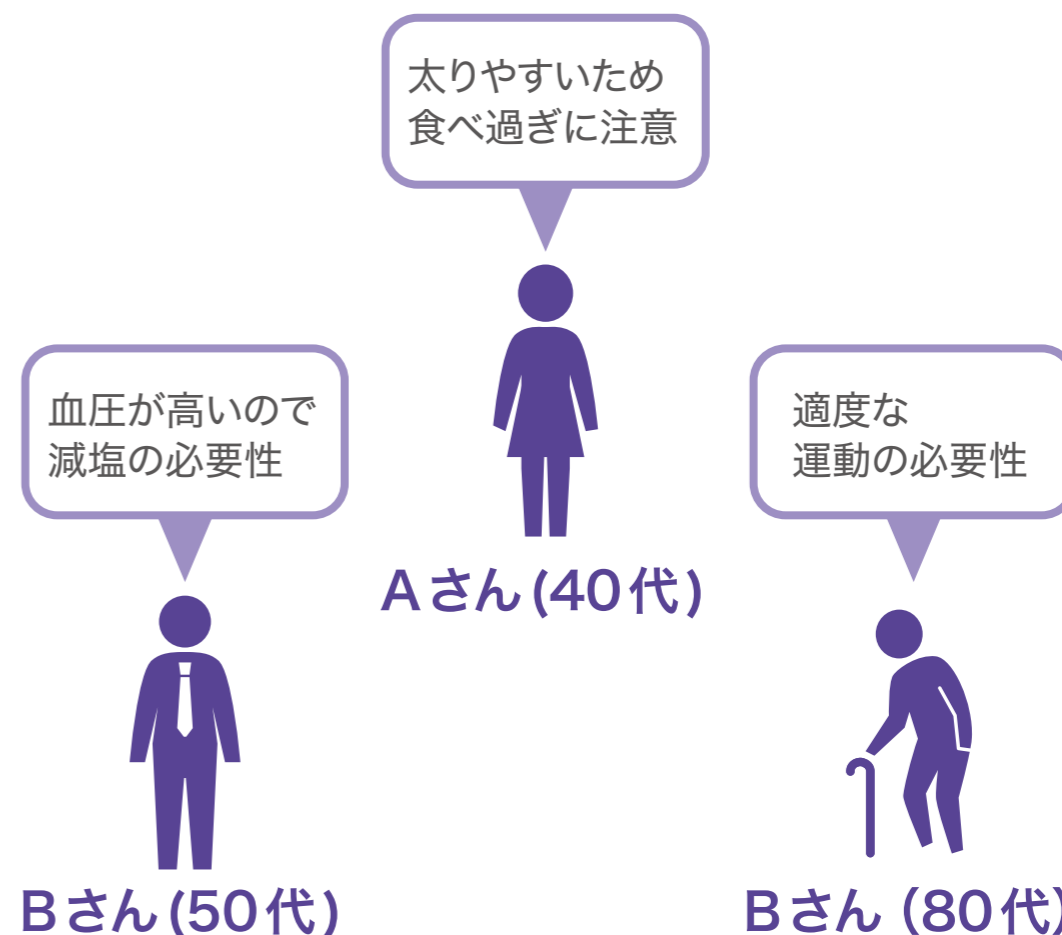 太りやすいため
食べ過ぎに注意
Aさん(40代)
血圧が高いので
減塩の必要性
Bさん(50代)
適度な
運動の必要性
Bさん（80代）